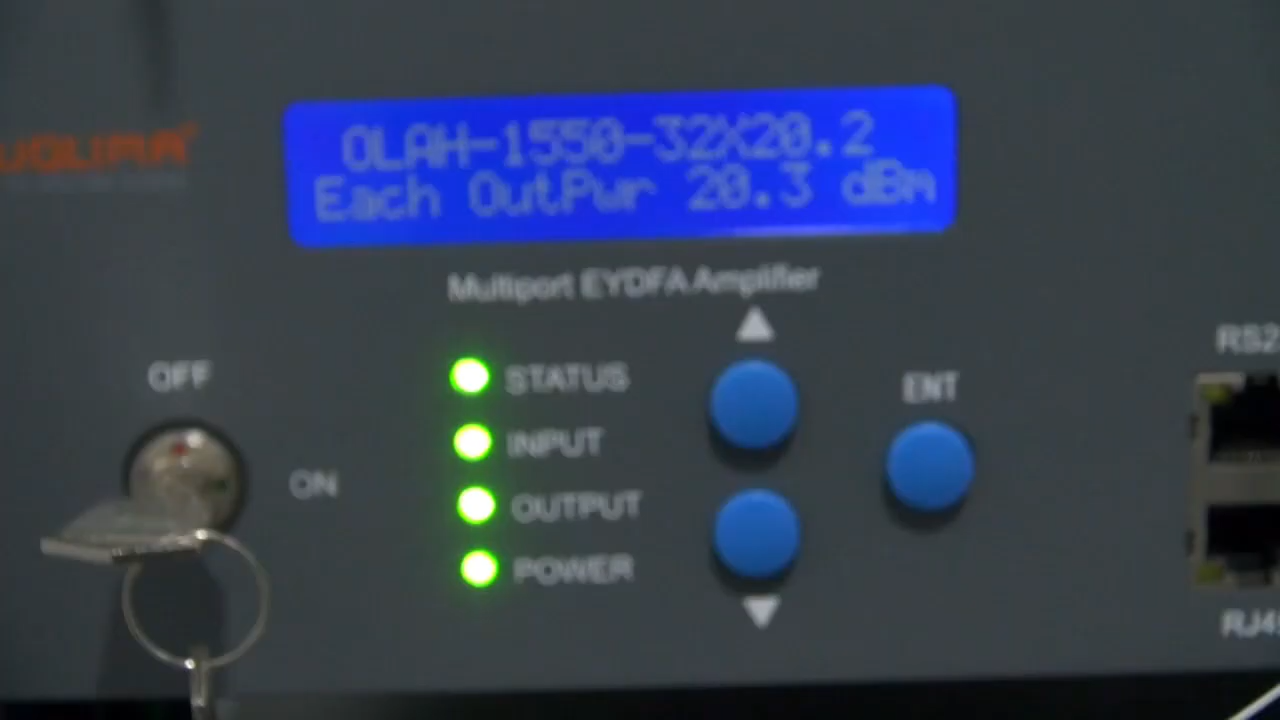 OLAH-1550-32X20.2
Each OutPwr 20.3 dBm
Multiport EYDFA Amplifier
OFF
ON
STATUS
INPUT
OUTPUT
POWER
ENT